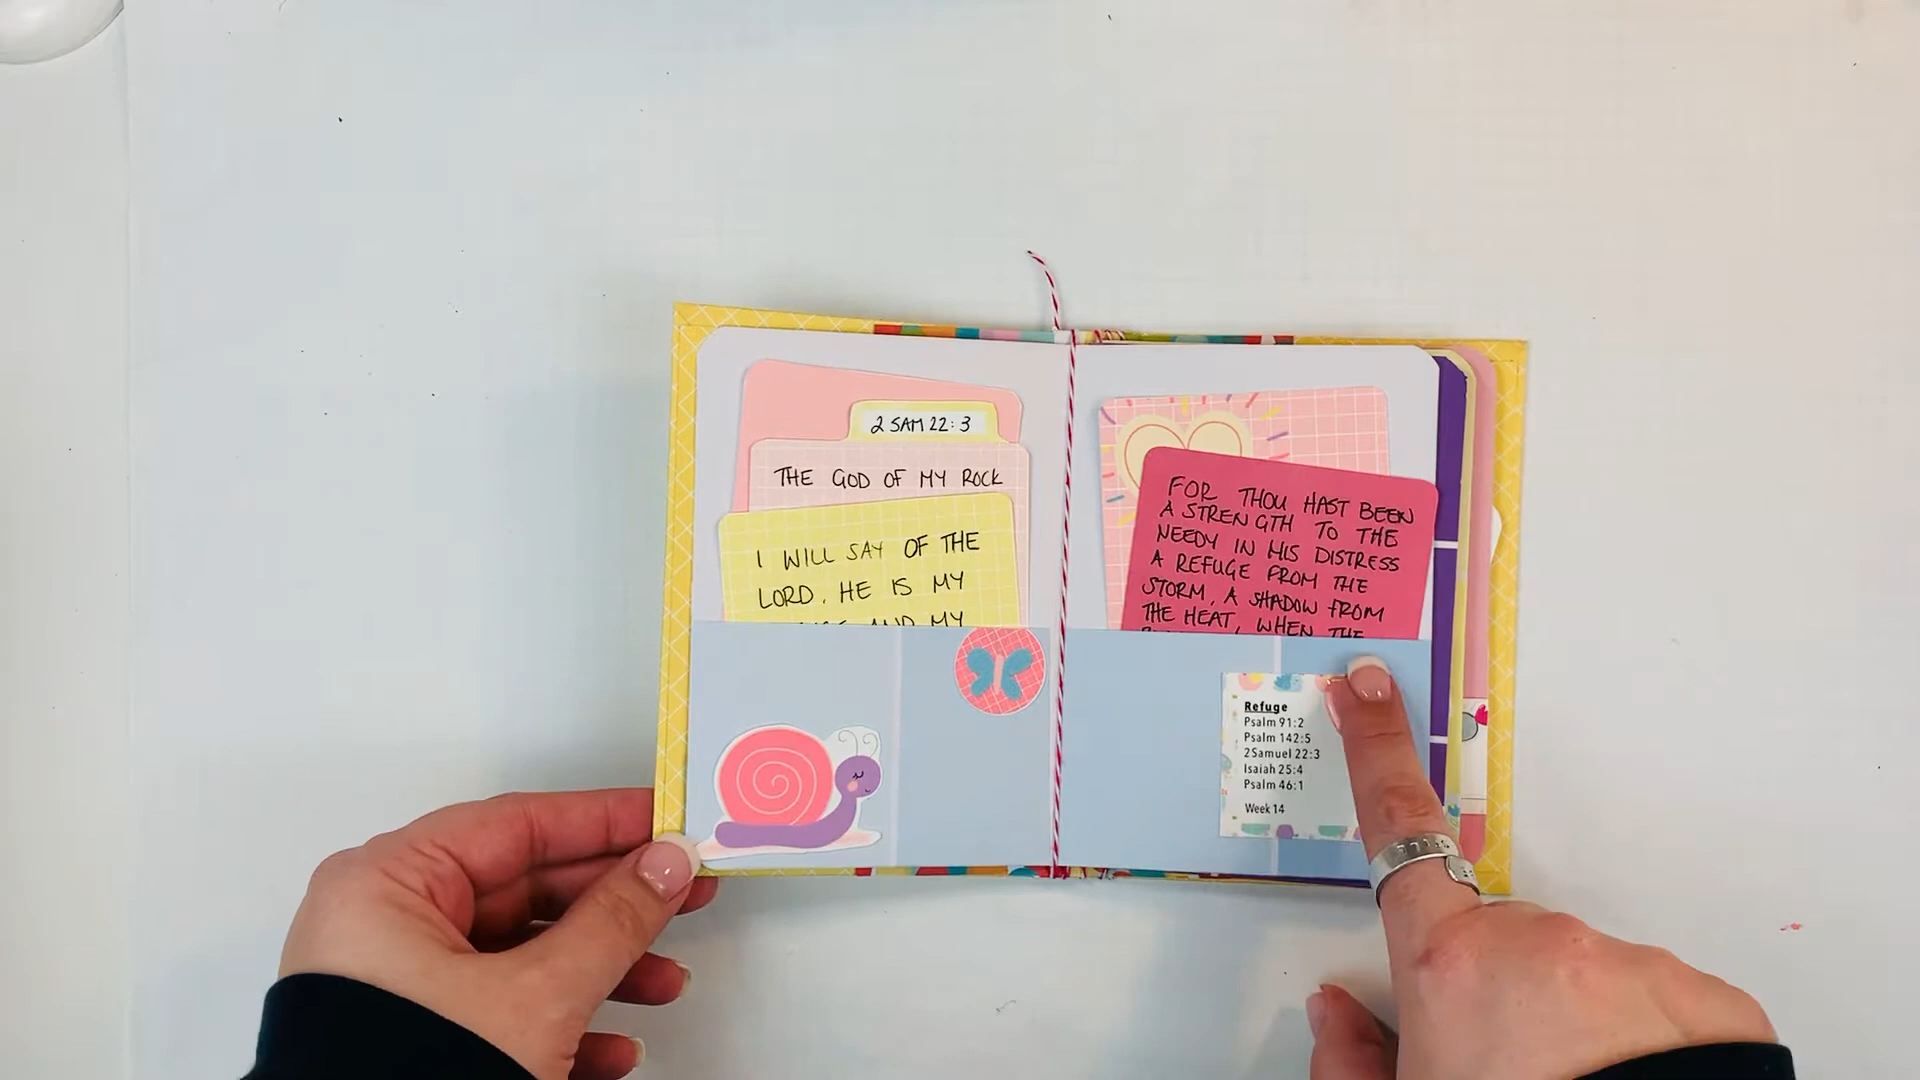 2 SAM 22:3
THE GOD OF MY ROCK
I WILL SAY OF THE
LORD, HE IS MY
AND MY
FOR THOU HAST BEEN
A STRENGTH TO THE
NEEDY IN HIS DISTRESS
A REFUGE FROM THE
STORM, A SHADOW FROM
THE HEAT, WHEN THE
Refuge
Psalm 91:2
Psalm 142:5
2Samuel 22:3
Isaiah 25:4
Psalm 46:1
Week 14